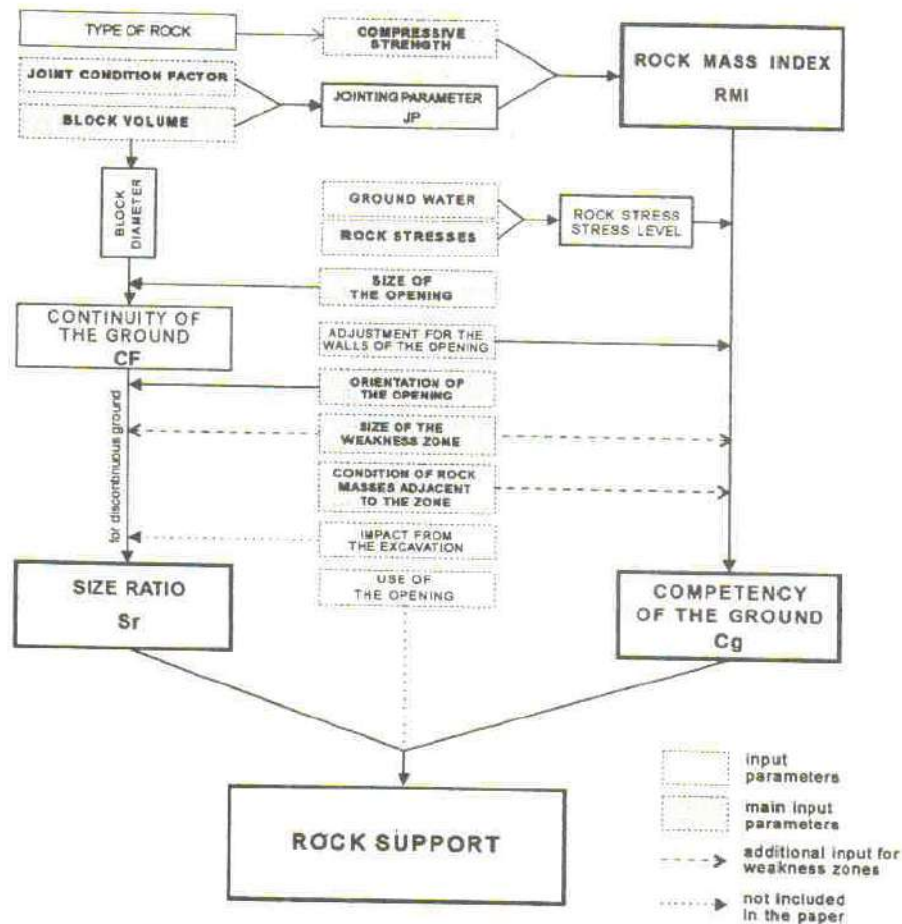 TYPE OF ROCK
COMPRESSIVE
STRENGTH
ROCK MASS INDEX
RMI
JOINT CONDITION FACTOR
JOINTING PARAMETER
JP
BLOCK VOLUME
BLOCK
DIAMETER
GROUND WATER
ROCK STRESSES
ROCK STRESS
STRESS LEVEL
SIZE OF
THE OPENING
CONTINUITY OF
THE GROUND
CF
ADJUSTMENT FOR THE
WALLS OF THE OPENING
ORIENTATION OF
THE OPENING
for discontinuous ground
SIZE OF THE
WEAKNESS ZONE
CONDITION OF ROCK
MASSES ADJACENT
TO THE ZONE
IMPACT FROM
THE EXCAVATION
USE OF
THE OPENING
SIZE RATIO
Sr
COMPETENCY
OF THE GROUND
Cg
ROCK SUPPORT
input
parameters
main input
parameters
additional input for
weakness zones
not included
in the paper